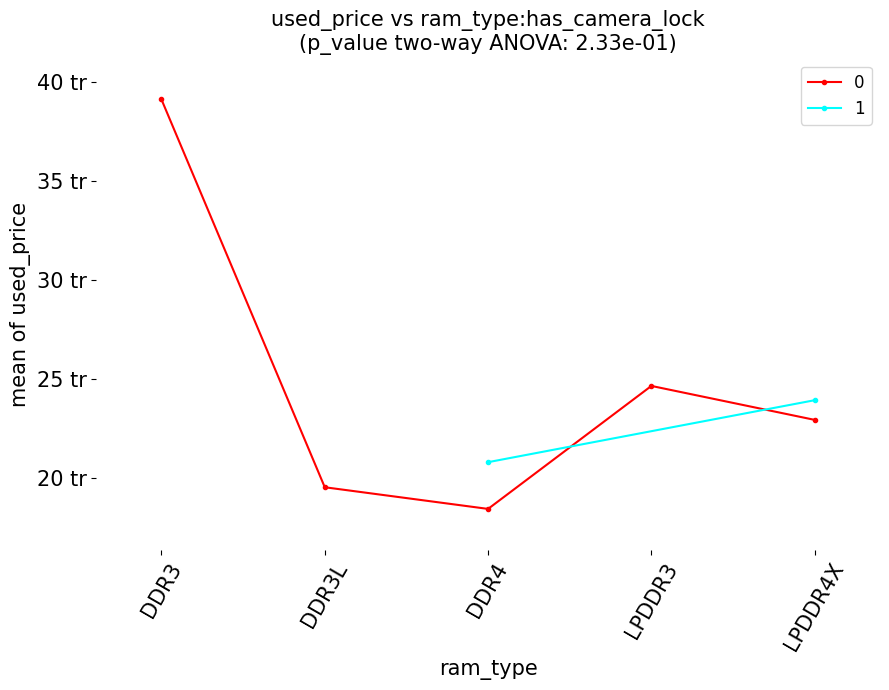 used_price vs ram_type:has_camera_lock
(p_value two-way ANOVA: 2.33e-01)
0
1
40 tr
35 tr
30 tr
25 tr
20 tr
mean of used_price
DDR3
DDR3L
DDR4
LPDDR3
LPDDR4X
ram_type